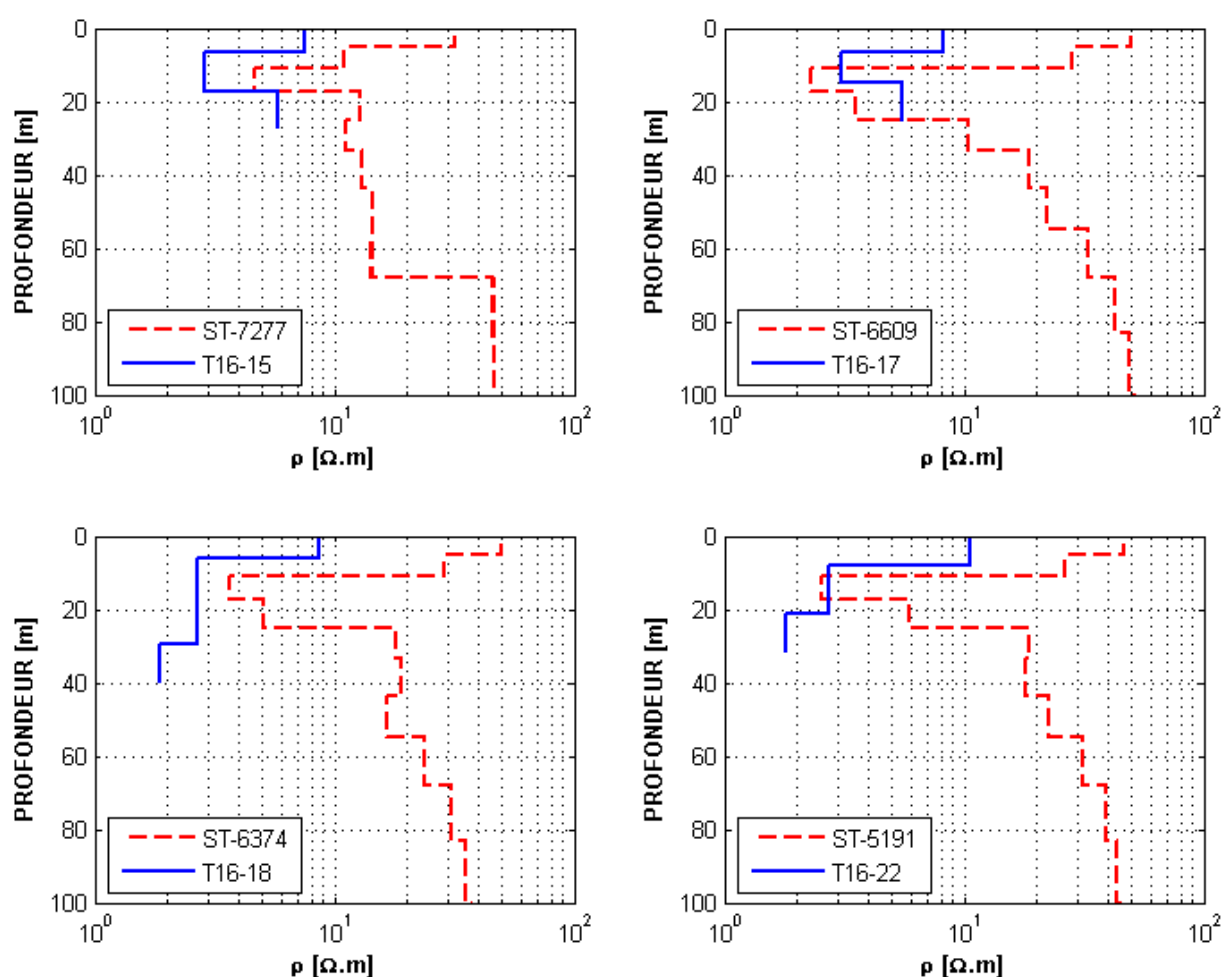 0
20
40
60
80
100
PROFONDEUR [m]
ST-7277
T16-15
10^0
10^1
10^2
ρ [Ω.m]
0
20
40
60
80
100
PROFONDEUR [m]
ST-6609
T16-17
10^0
10^1
10^2
ρ [Ω.m]
0
20
40
60
80
100
PROFONDEUR [m]
ST-6374
T16-18
10^0
10^1
10^2
ρ [Ω.m]
0
20
40
60
80
100
PROFONDEUR [m]
ST-5191
T16-22
10^0
10^1
10^2
ρ [Ω.m]